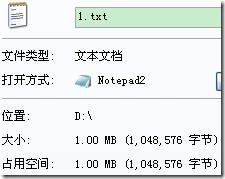 1.txt
文件类型: 文本文档
打开方式: Notepad2
位置: D:\
大小: 1.00 MB (1,048,576 字节)
占用空间: 1.00 MB (1,048,576 字节)